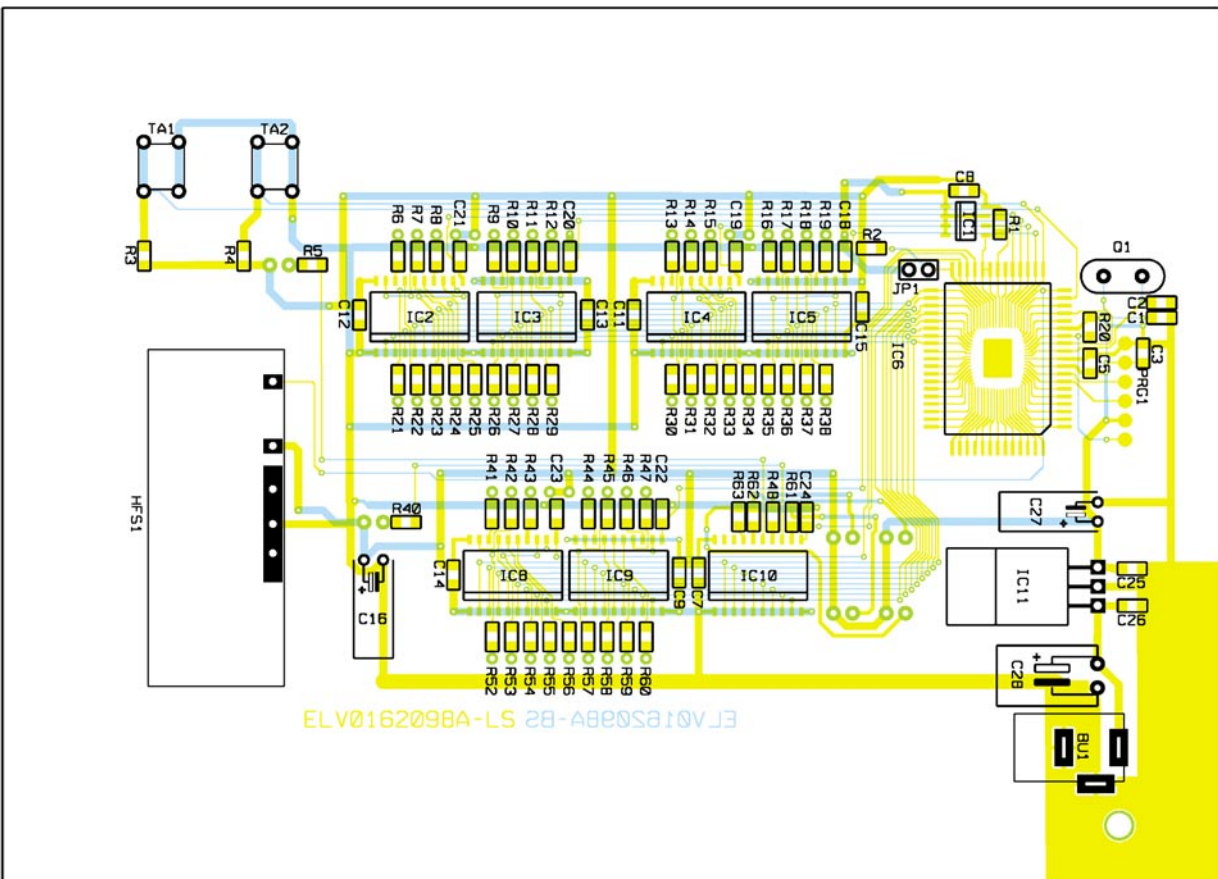 TA1 TA2
C8
IC1 R1
R6 R7 R8 C21 R9 R10 R11 R12 C20 R13 R14 R15 C19 R16 R17 R18 R19 C18
R2
R3 R4 R5
JP1 Q1
C12 IC2 IC3 C13 C11 IC4 IC5 C15
C2
C1
IC6 R20 C5 C3 PRG1
R21 R22 R23 R24 R25 R26 R27 R28 R29 R30 R31 R32 R33 R34 R35 R36 R37 R38
R41 R42 R43 C23 R44 R45 R46 R47 C22 R63 R62 R48 R61 C24
HFS1 R40 C27
C14 IC8 IC9 C9 C7 IC10 IC11 C25
C16 C26
R52 R53 R54 R55 R56 R57 R58 R59 R60
C28
ELV0162098A-LS ELV0162098A-BS
BU1